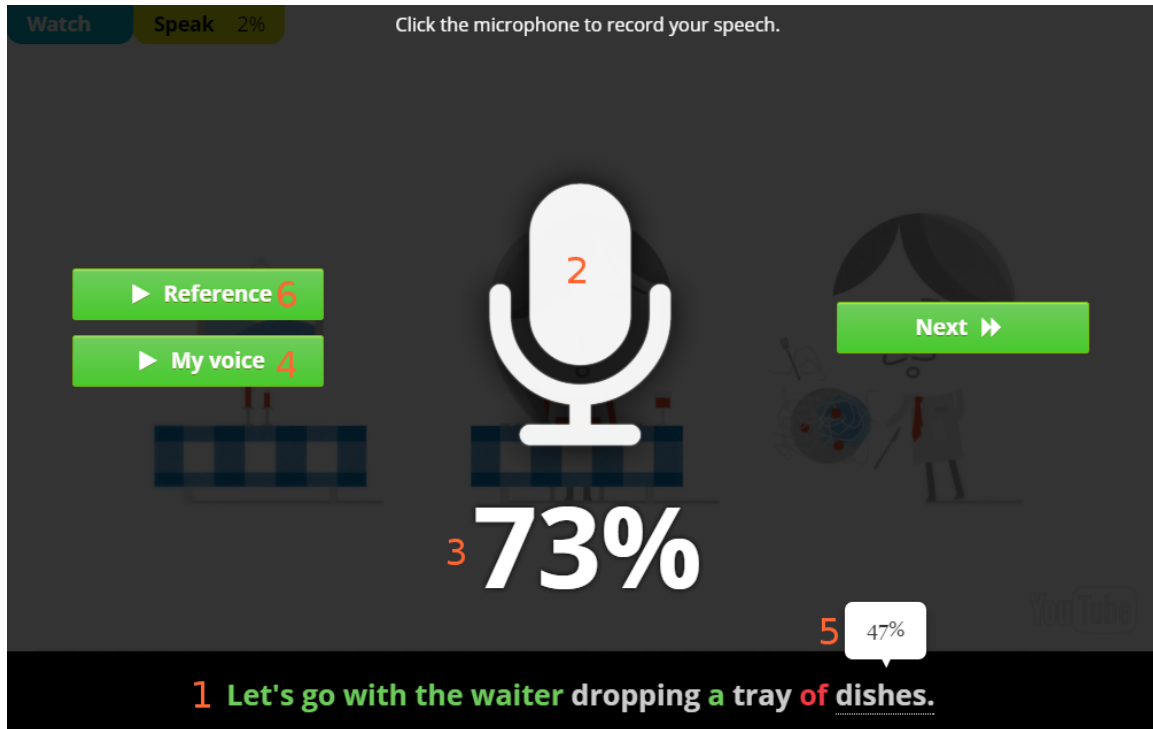 Watch
Speak 2%
Click the microphone to record your speech.
2
Reference 6
My voice 4
Next
3 73%
YouTube
5 47%
1 Let's go with the waiter dropping a tray of dishes.